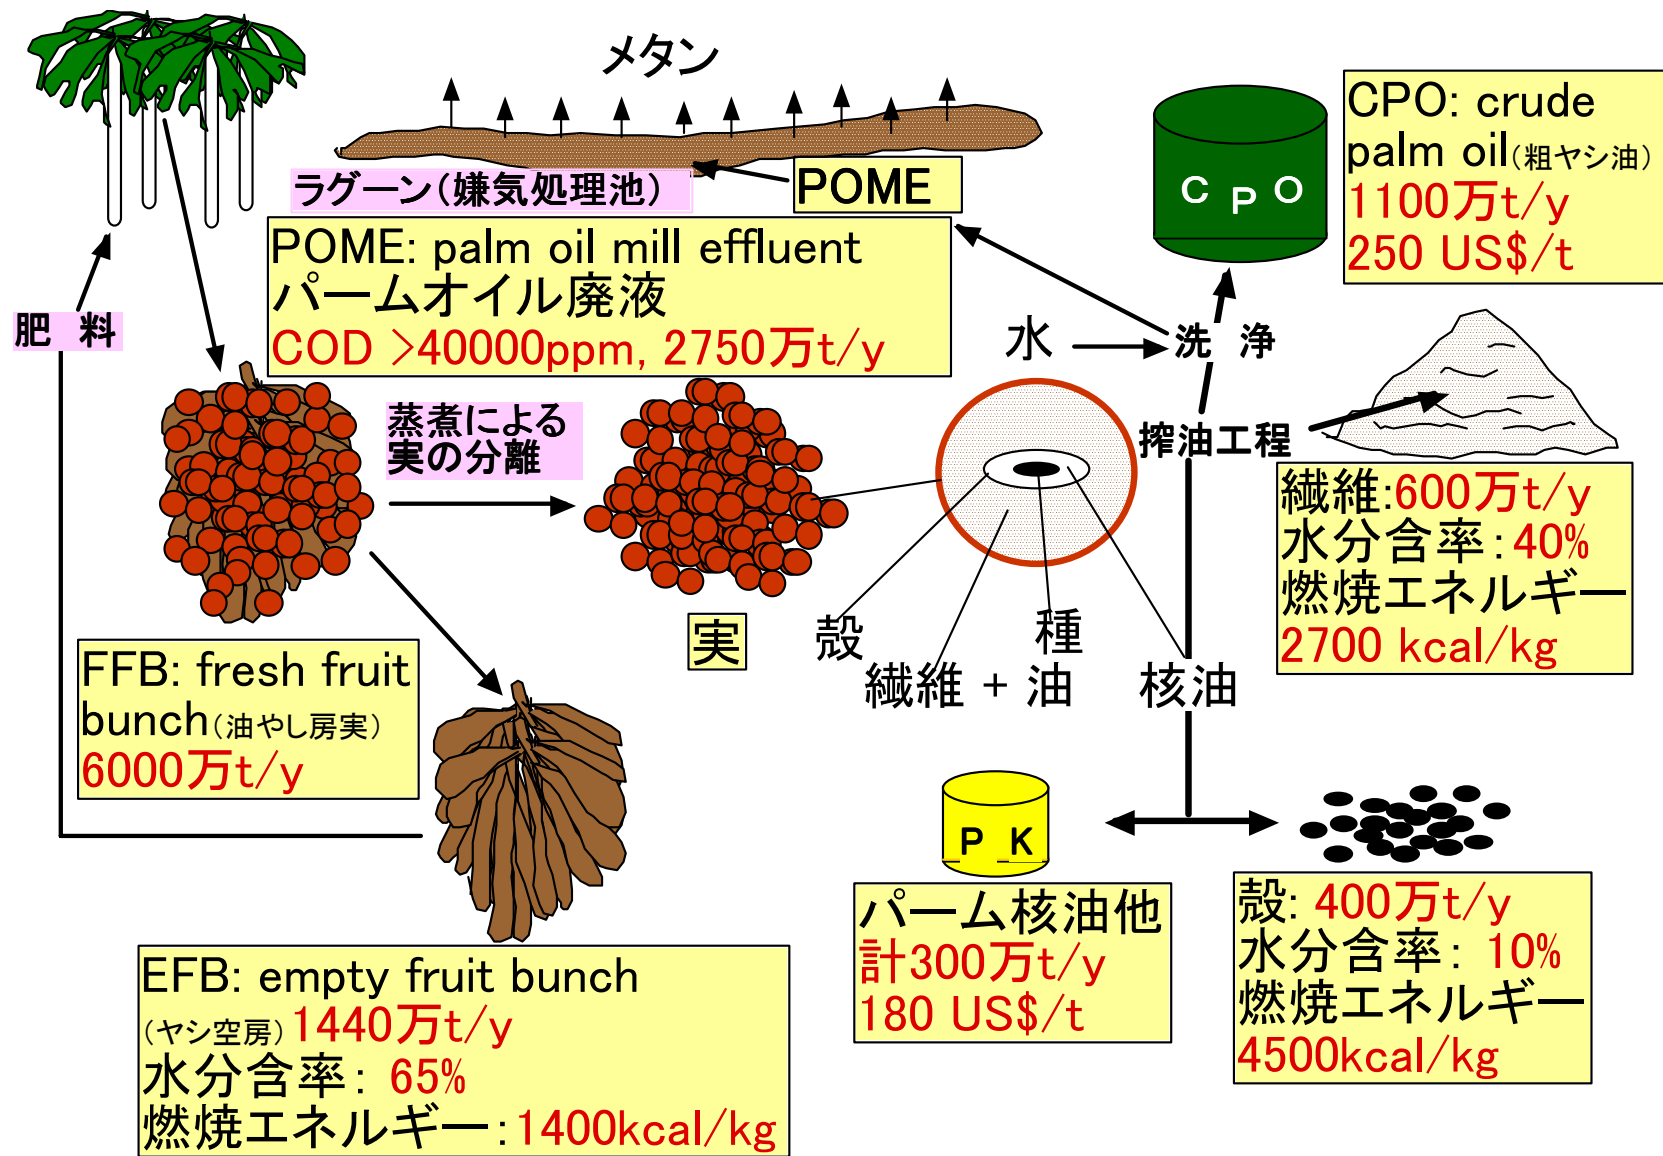 メタン
ラグーン(嫌気処理池)
POME
POME: palm oil mill effluent
パームオイル廃液
COD >40000ppm, 2750万t/y
CPO
CPO: crude
palm oil(粗ヤシ油)
1100万t/y
250 US$/t
肥 料
水
洗 浄
搾油工程
蒸煮による
実の分離
繊維:600万t/y
水分含率:40%
燃焼エネルギー
2700 kcal/kg
実
殻
種
繊維 + 油
核油
FFB: fresh fruit
bunch(油やし房実)
6000万t/y
P K
パーム核油他
計300万t/y
180 US$/t
殻: 400万t/y
水分含率: 10%
燃焼エネルギー
4500kcal/kg
EFB: empty fruit bunch
(ヤシ空房) 1440万t/y
水分含率: 65%
燃焼エネルギー:1400kcal/kg